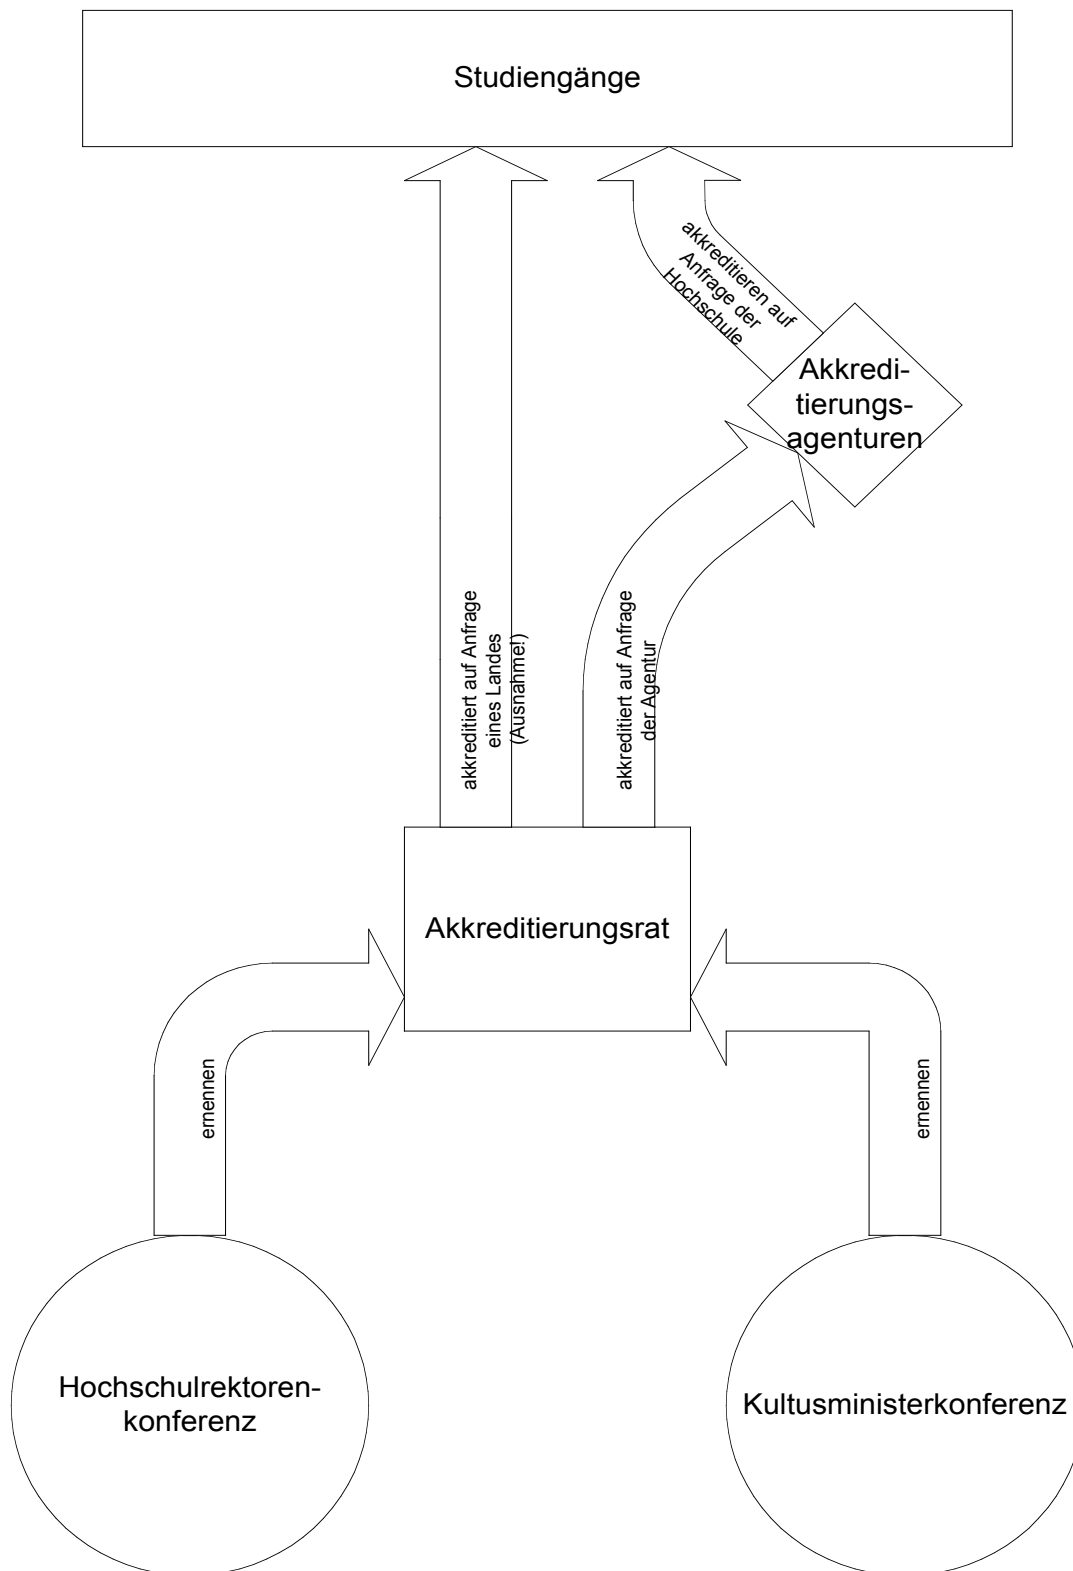 Studiengänge
akkreditieren auf
Anfrage der
Hochschule
Akkredi-
tierungs-
agenturen
akkreditiert auf Anfrage
eines Landes
(Ausnahme!)
akkreditiert auf Anfrage
der Agentur
Akkreditierungsrat
ernennen
ernennen
Hochschulrektoren-
konferenz
Kultusministerkonferenz